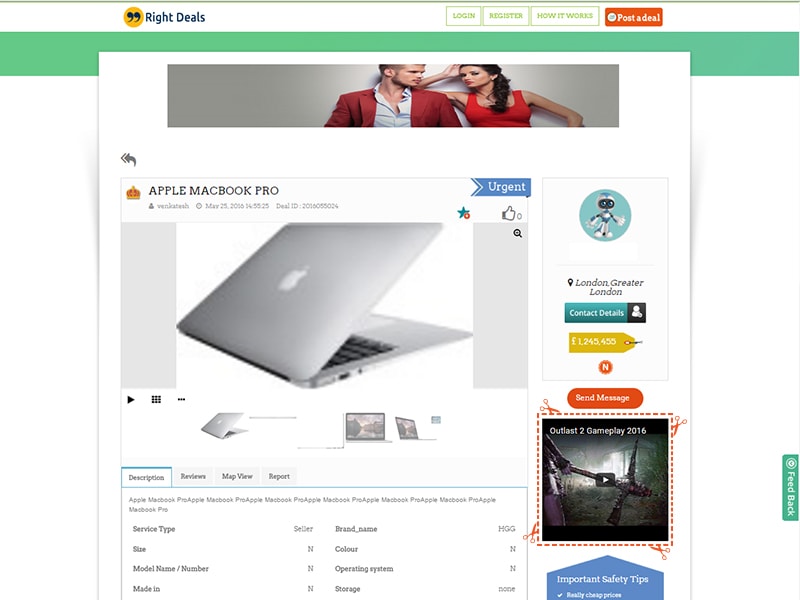 Right Deals
LOGIN
REGISTER
HOW IT WORKS
Post a deal
APPLE MACBOOK PRO
Urgent
venkatesh May 25, 2016 14:55:25 Deal ID : 2016055024
0
London,Greater
London
Contact Details
£ 1,245,455
N
Send Message
Outlast 2 Gameplay 2016
Feed Back
Description
Reviews
Map View
Report
Apple Macbook ProApple Macbook ProApple Macbook ProApple Macbook ProApple Macbook ProApple Macbook ProApple
Macbook Pro
Service Type Seller Brand_name HGG
Size N Colour N
Model Name / Number N Operating system N
Made in N Storage none
Important Safety Tips
Really cheap prices